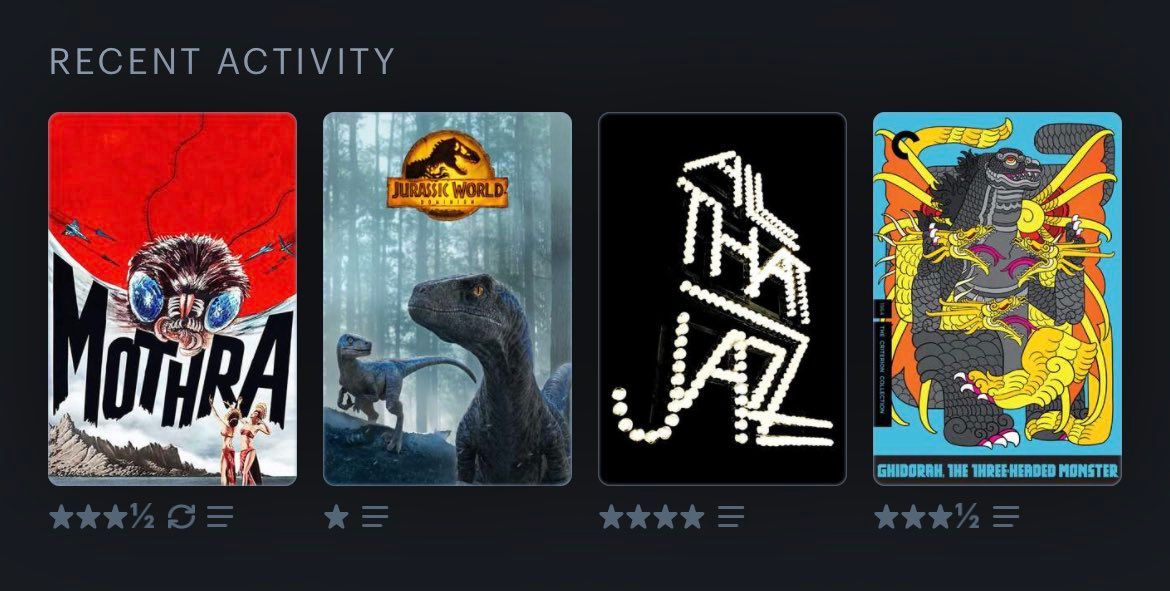 RECENT ACTIVITY
MOTHRA
JURASSIC WORLD
DOMINION
ALL
THAT
JAZZ
THE CRITERION COLLECTION
GHIDORAH, THE THREE-HEADED MONSTER
★★★½
★
★★★★
★★★½